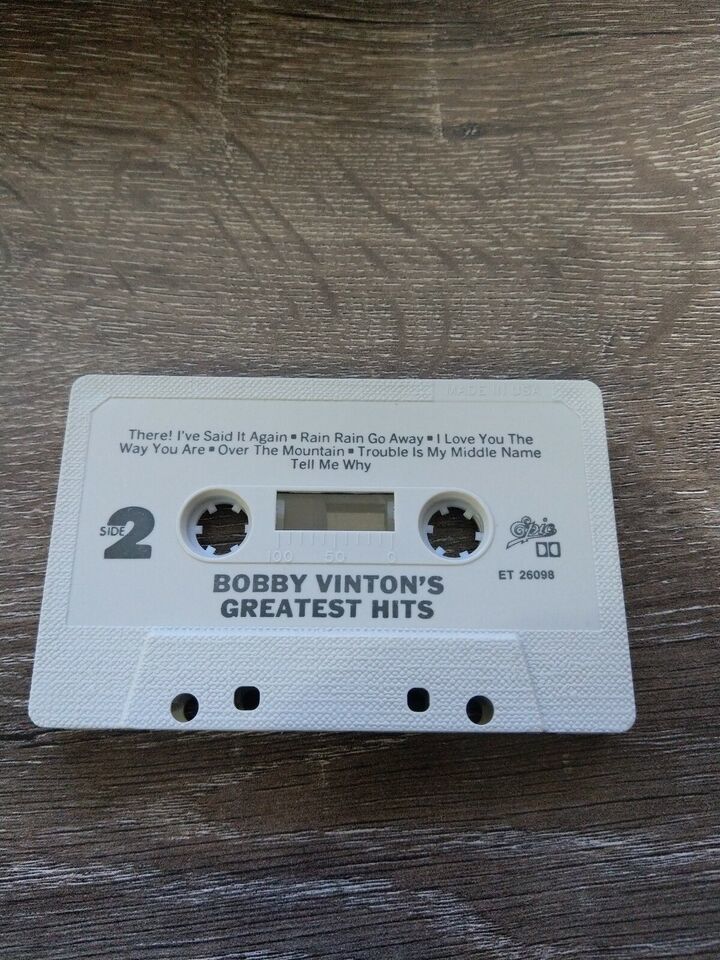 MADE IN USA
There! I've Said It Again ▪ Rain Rain Go Away ▪ I Love You The
Way You Are ▪ Over The Mountain ▪ Trouble Is My Middle Name
Tell Me Why
SIDE 2
100 50 0
Epic
ET 26098
BOBBY VINTON'S
GREATEST HITS